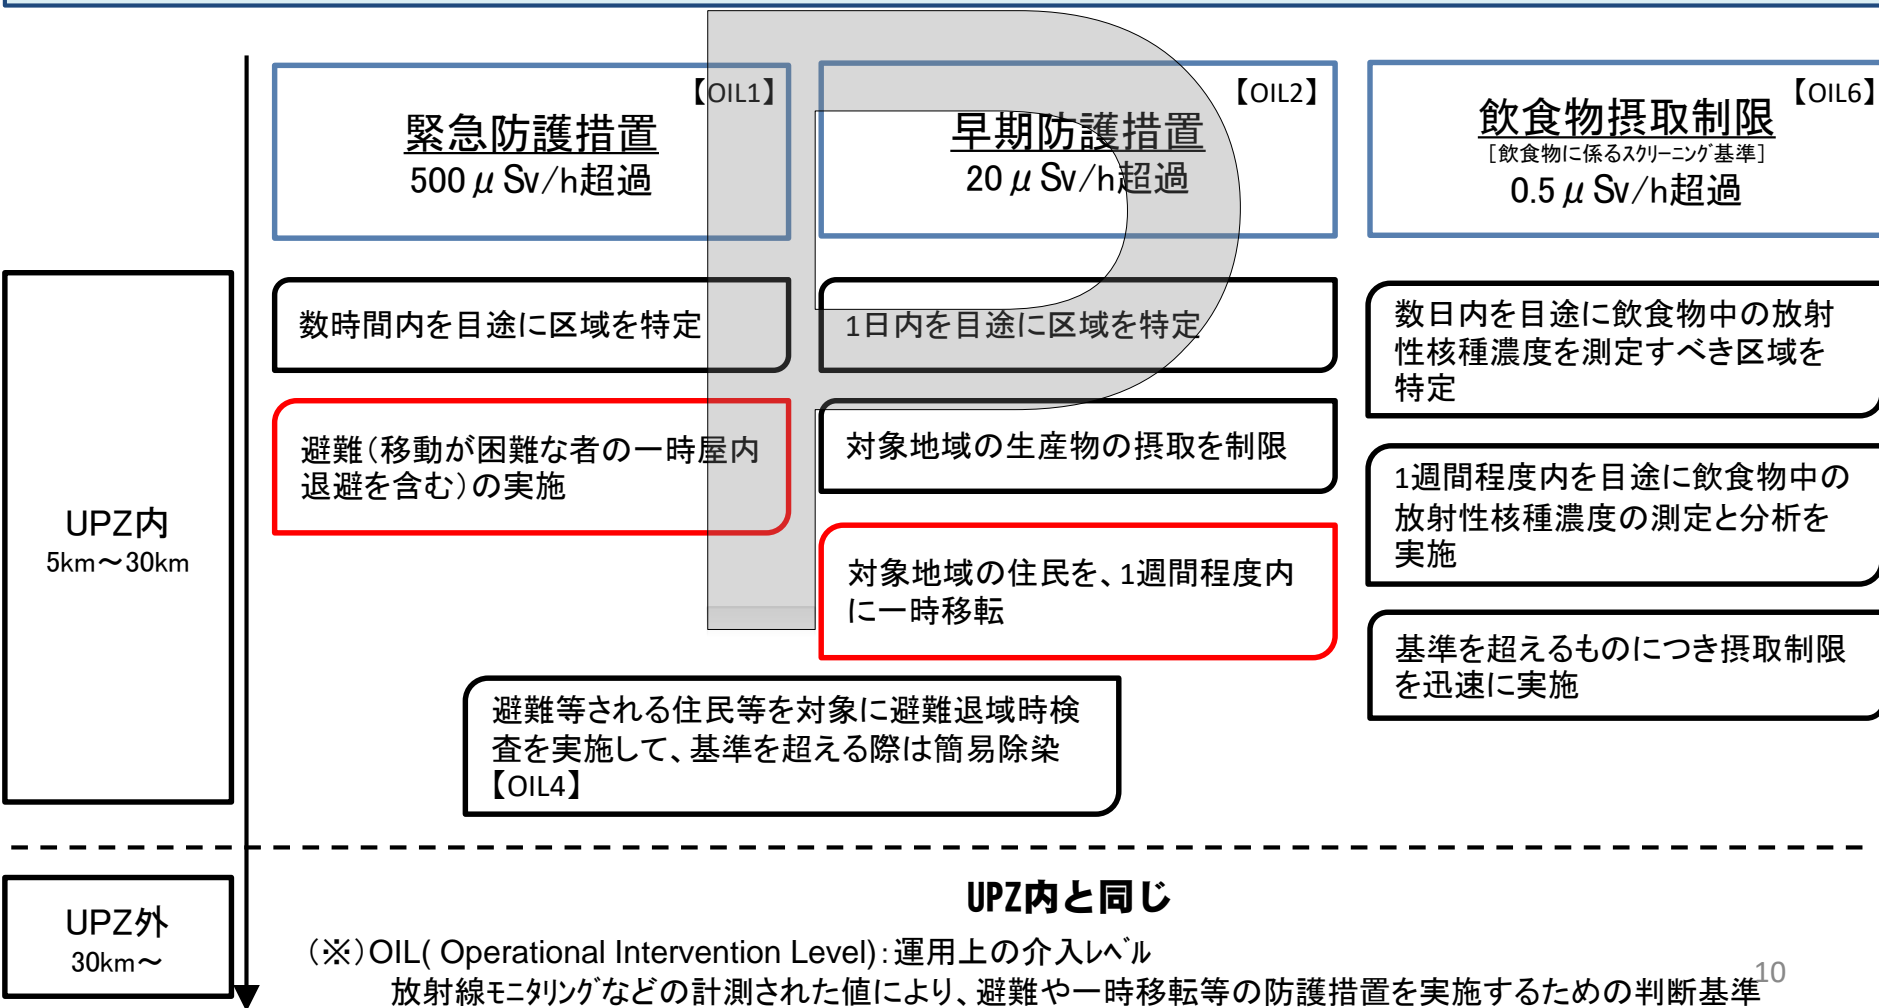 【OIL1】
緊急防護措置
500μSv/h超過
【OIL2】
早期防護措置
20μSv/h超過
【OIL6】
飲食物摂取制限
[飲食物に係るスクリーニング基準]
0.5μSv/h超過
UPZ内
5km～30km
数時間内を目途に区域を特定
避難（移動が困難な者の一時屋内
退避を含む）の実施
1日内を目途に区域を特定
対象地域の生産物の摂取を制限
対象地域の住民を、1週間程度内
に一時移転
数日内を目途に飲食物中の放射
性核種濃度を測定すべき区域を
特定
1週間程度内を目途に飲食物中の
放射性核種濃度の測定と分析を
実施
基準を超えるものにつき摂取制限
を迅速に実施
避難等される住民等を対象に避難退域時検
査を実施して、基準を超える際は簡易除染
【OIL4】
P
UPZ外
30km～
UPZ内と同じ
（※）OIL( Operational Intervention Level)：運用上の介入レベル
放射線モニタリングなどの計測された値により、避難や一時移転等の防護措置を実施するための判断基準
10